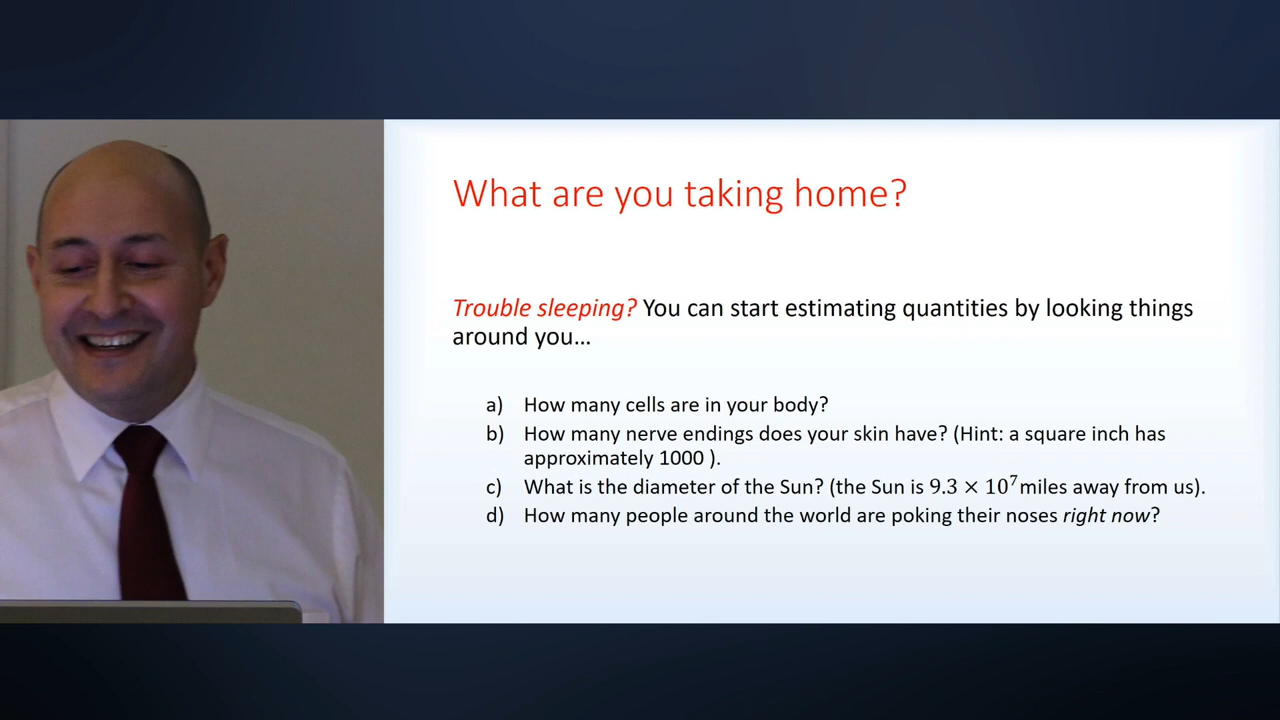 What are you taking home?
Trouble sleeping? You can start estimating quantities by looking things
around you...
a) How many cells are in your body?
b) How many nerve endings does your skin have? (Hint: a square inch has
approximately 1000 ).
c) What is the diameter of the Sun? (the Sun is 9.3 × 10⁷ miles away from us).
d) How many people around the world are poking their noses right now?